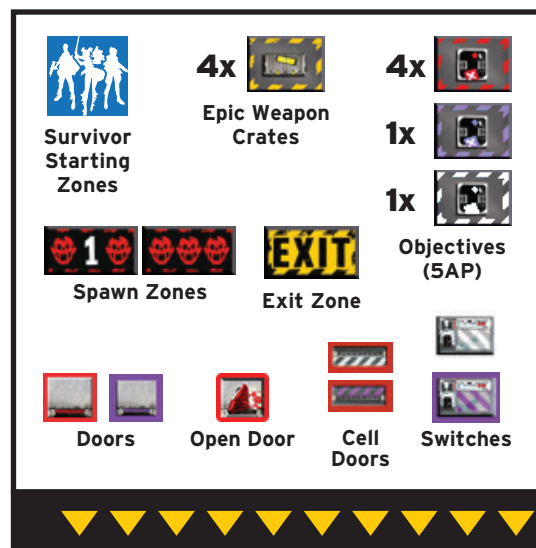 4x
Epic Weapon
Crates
Survivor
Starting
Zones
4x
1x
1x
Objectives
(5AP)
1
Spawn Zones
EXIT
Exit Zone
Doors
Open Door
Cell
Doors
Switches